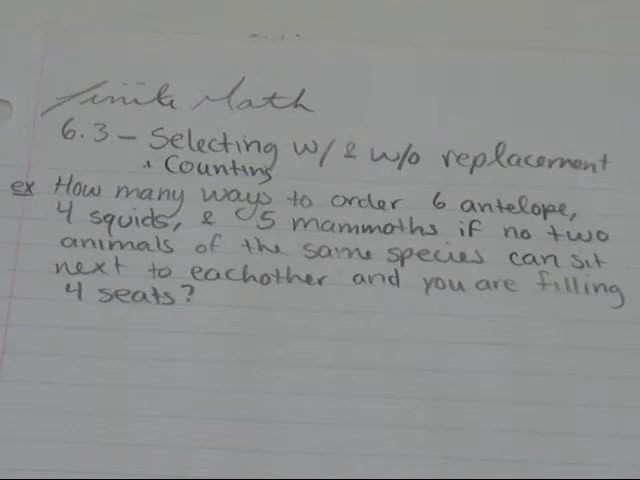 Finite Math
6.3 - Selecting w/ & w/o replacement
+ Counting
ex How many ways to order 6 antelope,
4 squids, & 5 mammoths if no two
animals of the same species can sit
next to eachother and you are filling
4 seats?